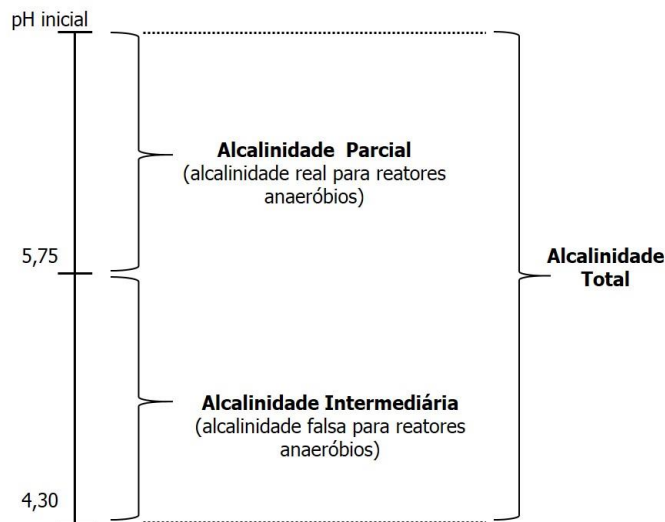 pH inicial
Alcalinidade Parcial
(alcalinidade real para reatores
anaeróbios)
5,75
Alcalinidade
Total
Alcalinidade Intermediária
(alcalinidade falsa para reatores
anaeróbios)
4,30